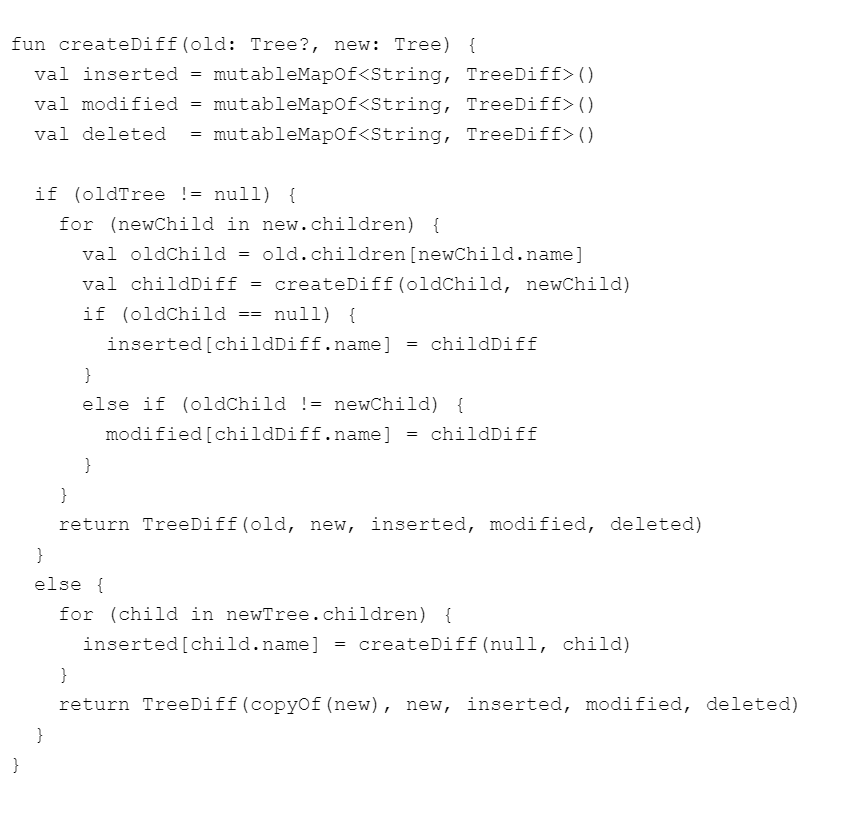 fun createDiff(old: Tree?, new: Tree) {
  val inserted = mutableMapOf<String, TreeDiff>()
  val modified = mutableMapOf<String, TreeDiff>()
  val deleted  = mutableMapOf<String, TreeDiff>()

  if (oldTree != null) {
    for (newChild in new.children) {
      val oldChild = old.children[newChild.name]
      val childDiff = createDiff(oldChild, newChild)
      if (oldChild == null) {
        inserted[childDiff.name] = childDiff
      }
      else if (oldChild != newChild) {
        modified[childDiff.name] = childDiff
      }
    }
    return TreeDiff(old, new, inserted, modified, deleted)
  }
  else {
    for (child in newTree.children) {
      inserted[child.name] = createDiff(null, child)
    }
    return TreeDiff(copyOf(new), new, inserted, modified, deleted)
  }
}